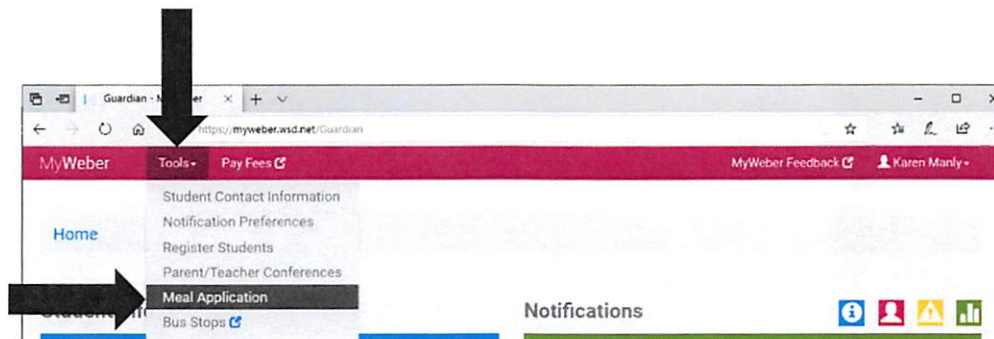 Guardian - M
https://myweber.wsd.net/Guardian
MyWeber Tools Pay Fees MyWeber Feedback Karen Manly
Student Contact Information
Notification Preferences
Home
Register Students
Parent/Teacher Conferences
Meal Application
Notifications
Bus Stops